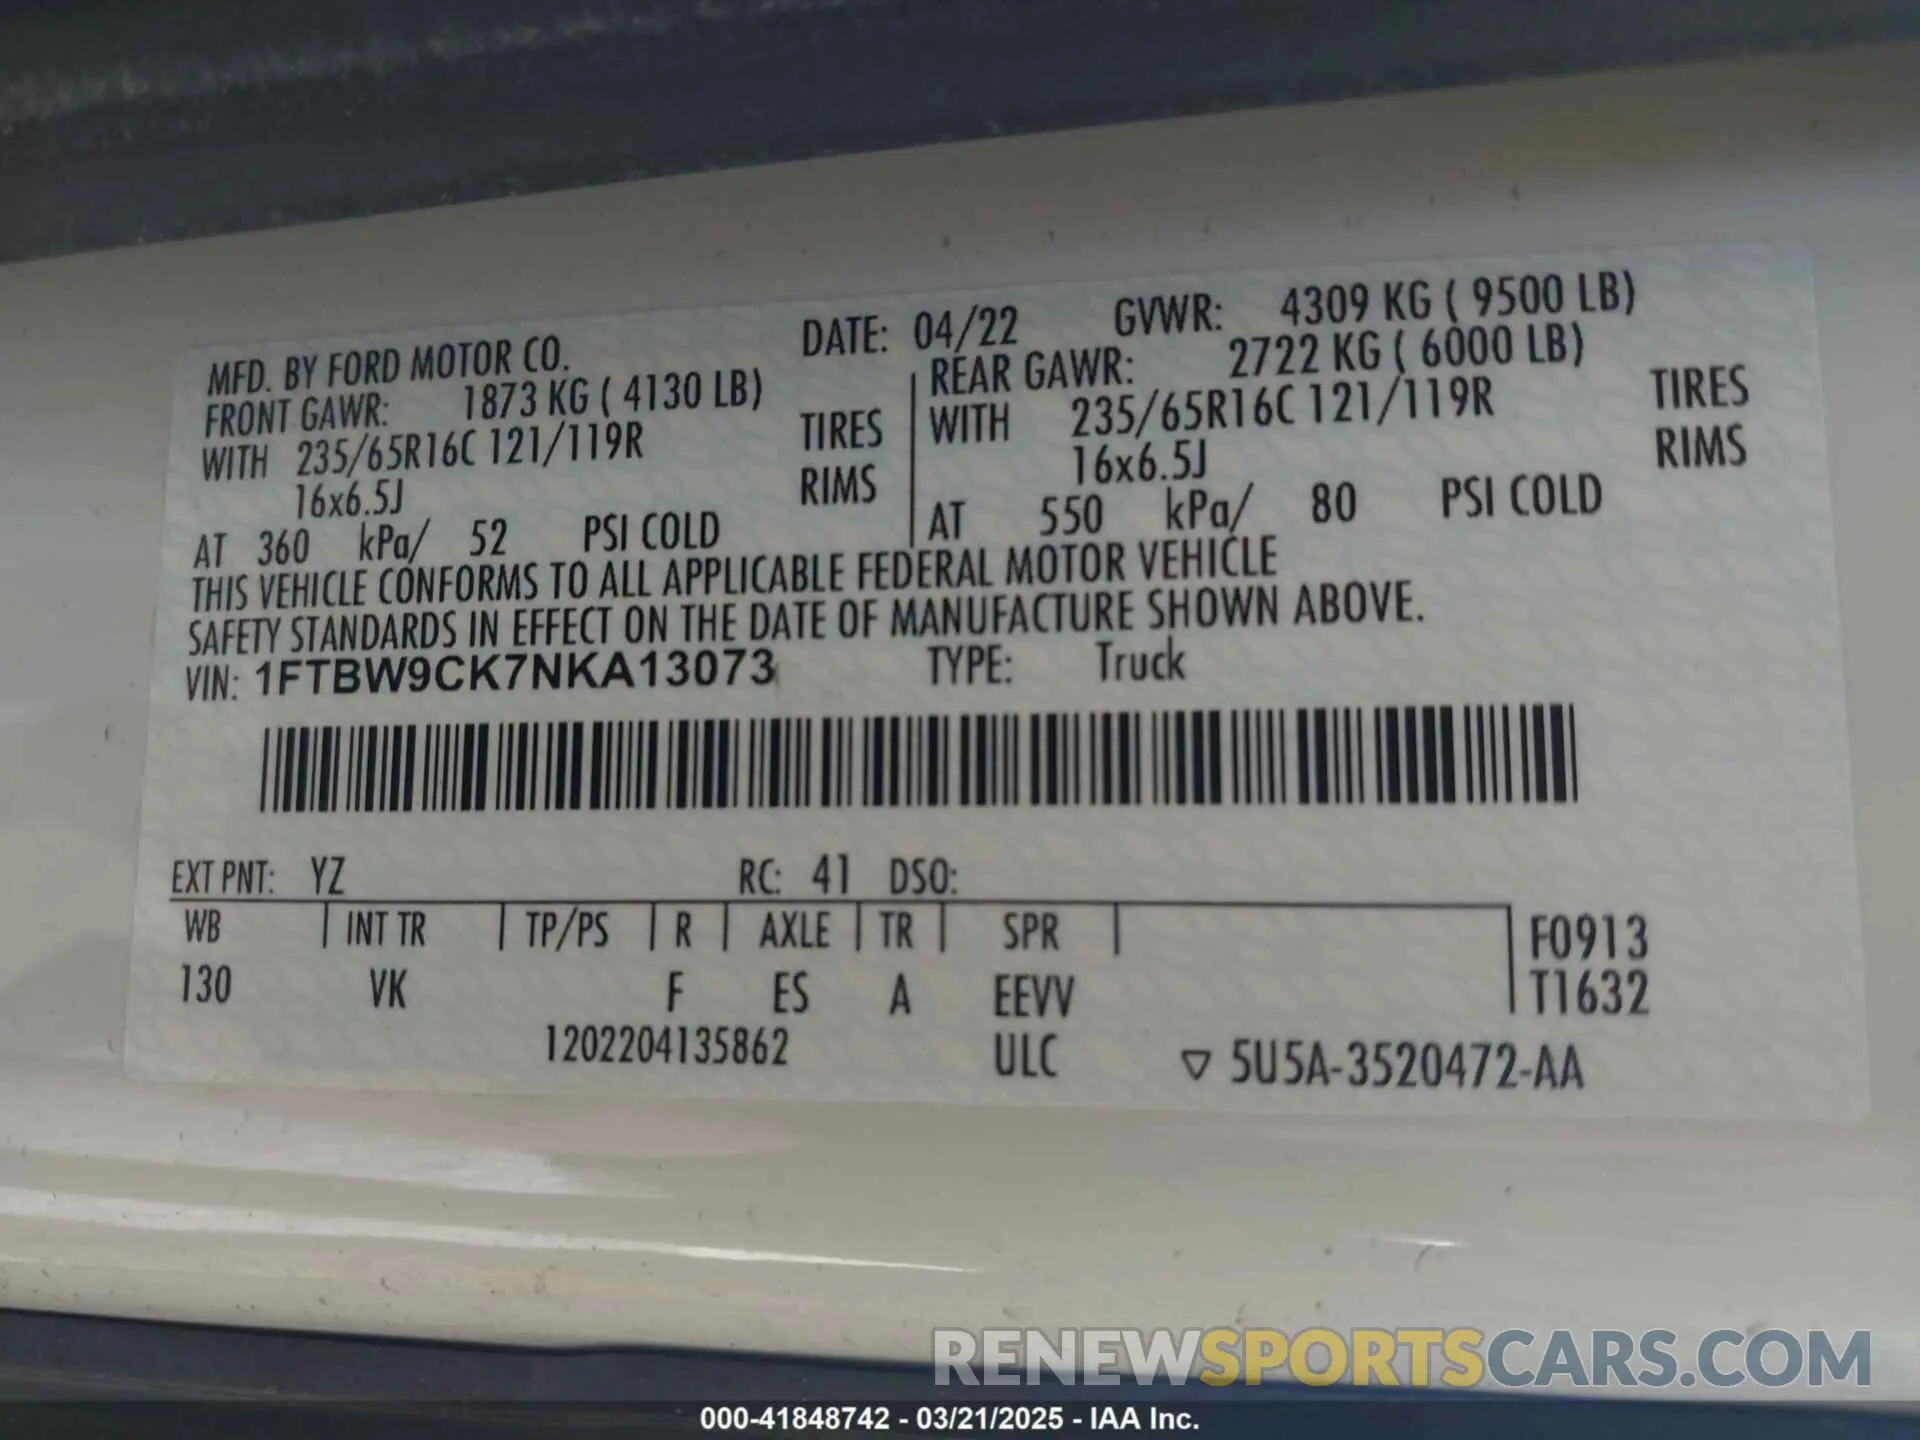 MFD. BY FORD MOTOR CO. DATE: 04/22 GVWR: 4309 KG ( 9500 LB)
FRONT GAWR: 1873 KG ( 4130 LB) REAR GAWR: 2722 KG ( 6000 LB)
WITH 235/65R16C 121/119R TIRES WITH 235/65R16C 121/119R TIRES
16x6.5J RIMS 16x6.5J RIMS
AT 360 kPa/ 52 PSI COLD AT 550 kPa/ 80 PSI COLD
THIS VEHICLE CONFORMS TO ALL APPLICABLE FEDERAL MOTOR VEHICLE
SAFETY STANDARDS IN EFFECT ON THE DATE OF MANUFACTURE SHOWN ABOVE.
VIN: 1FTBW9CK7NKA13073 TYPE: Truck
EXT PNT: YZ RC: 41 DSO:
WB INT TR TP/PS R AXLE TR SPR F0913
130 VK F ES A EEVV T1632
1202204135862 ULC ▽ 5U5A-3520472-AA
RENEWSPORTSCARS.COM
000-41848742 - 03/21/2025 - IAA Inc.